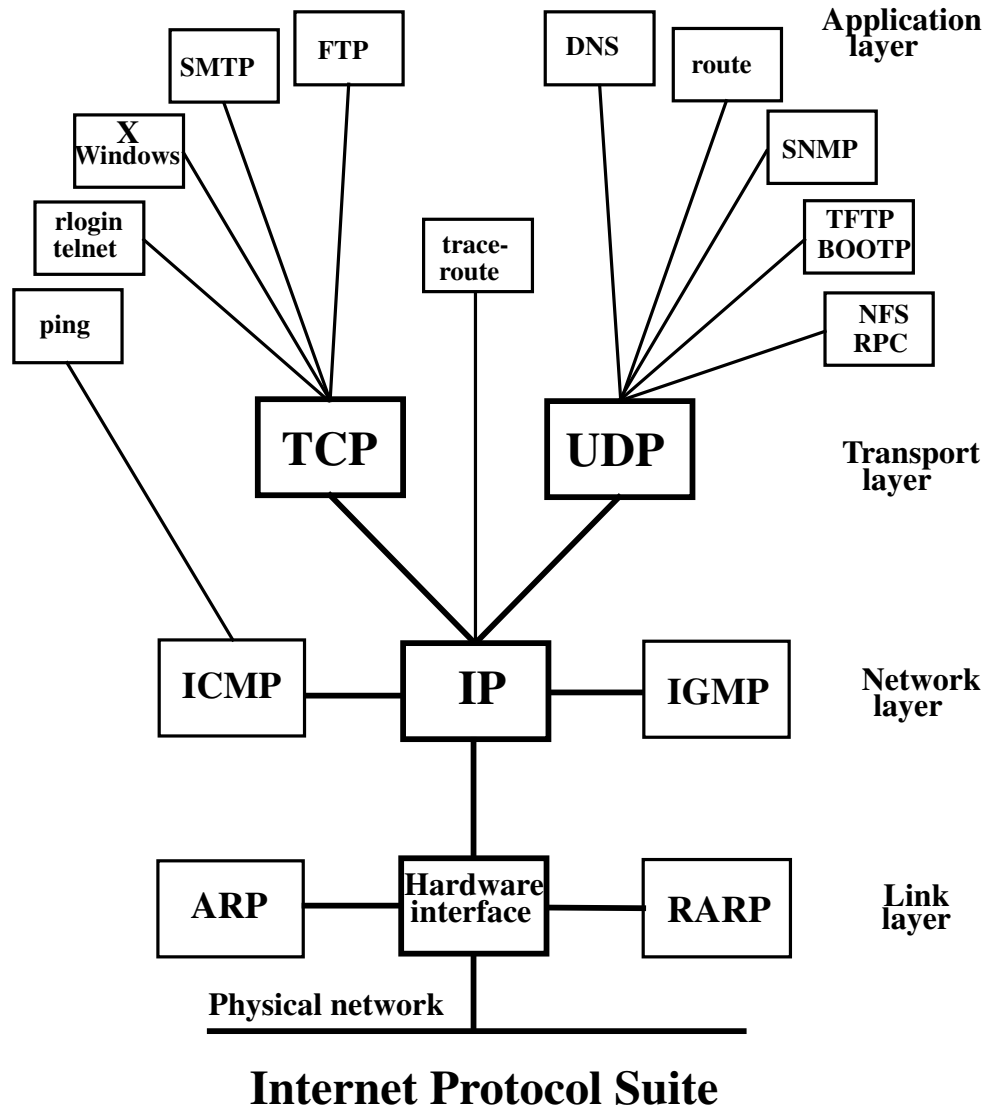 Application
layer
FTP
DNS
SMTP
route
X
Windows
SNMP
rlogin
telnet
trace-
route
TFTP
BOOTP
ping
NFS
RPC
TCP
UDP
Transport
layer
ICMP
IP
IGMP
Network
layer
ARP
Hardware
interface
RARP
Link
layer
Physical network
Internet Protocol Suite